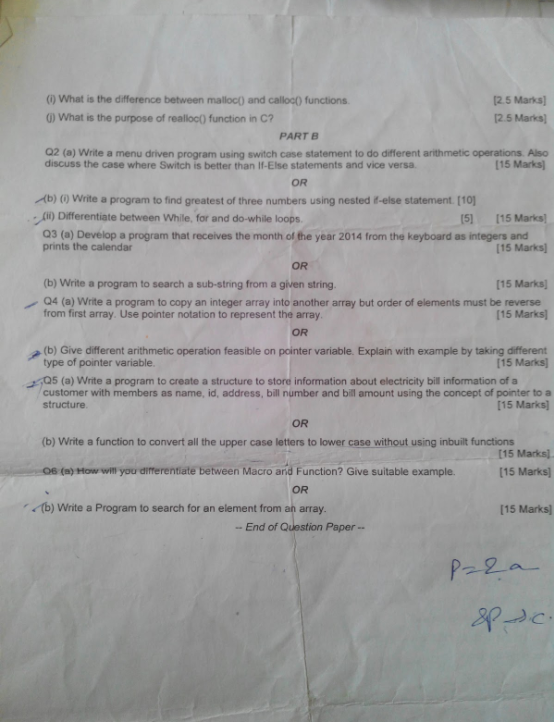 (i) What is the difference between malloc() and calloc() functions. [2.5 Marks]
(j) What is the purpose of realloc() function in C? [2.5 Marks]
PART B
Q2 (a) Write a menu driven program using switch case statement to do different arithmetic operations. Also
discuss the case where Switch is better than If-Else statements and vice versa. [15 Marks]
OR
(b) (i) Write a program to find greatest of three numbers using nested if-else statement. [10]
(ii) Differentiate between While, for and do-while loops. [5] [15 Marks]
Q3 (a) Develop a program that receives the month of the year 2014 from the keyboard as integers and
prints the calendar [15 Marks]
OR
(b) Write a program to search a sub-string from a given string. [15 Marks]
Q4 (a) Write a program to copy an integer array into another array but order of elements must be reverse
from first array. Use pointer notation to represent the array. [15 Marks]
OR
(b) Give different arithmetic operation feasible on pointer variable. Explain with example by taking different
type of pointer variable. [15 Marks]
Q5 (a) Write a program to create a structure to store information about electricity bill information of a
customer with members as name, id, address, bill number and bill amount using the concept of pointer to a
structure. [15 Marks]
OR
(b) Write a function to convert all the upper case letters to lower case without using inbuilt functions
[15 Marks]
Q6 (a) How will you differentiate between Macro and Function? Give suitable example. [15 Marks]
OR
(b) Write a Program to search for an element from an array. [15 Marks]
-- End of Question Paper --
P=&a